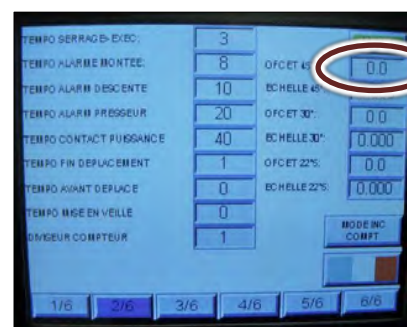 TEMPO SERRAGE>EXEC: 3
TEMPO ALARME MONTEE: 8 OFCET 45°: 0.0
TEMPO ALARM DESCENTE 10 ECHELLE 45°:
TEMPO ALARM PRESSEUR 20 OFCET 30°: 0.0
TEMPO CONTACT PUISSANCE 40 ECHELLE 30°: 0.000
TEMPO FIN DEPLACEMENT 1 OFCET 22°5: 0.0
TEMPO AVANT DEPLACE 0 ECHELLE 22°5: 0.000
TEMPO MISE EN VEILLE 0
DIVISEUR COMPTEUR 1
MODE INC
COMPT
1/6 2/6 3/6 4/6 5/6 6/6